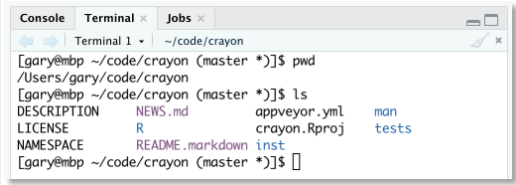 Console Terminal × Jobs ×
Terminal 1 ~/code/crayon
[gary@mbp ~/code/crayon (master *)]$ pwd
/Users/gary/code/crayon
[gary@mbp ~/code/crayon (master *)]$ ls
DESCRIPTION NEWS.md appveyor.yml man
LICENSE R crayon.Rproj tests
NAMESPACE README.markdown inst
[gary@mbp ~/code/crayon (master *)]$